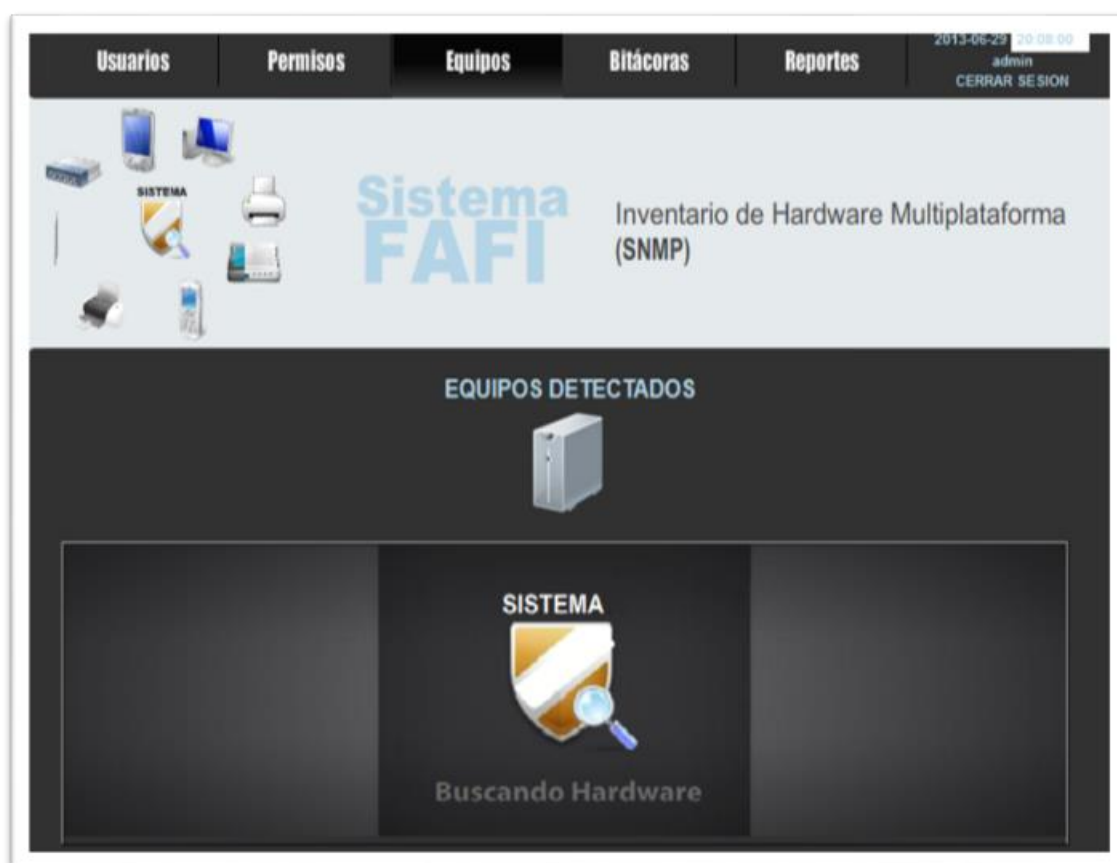 Usuarios
Permisos
Equipos
Bitácoras
Reportes
2013-06-29 20:08:00
admin
CERRAR SESION
SISTEMA
Sistema
FAFI
Inventario de Hardware Multiplataforma
(SNMP)
EQUIPOS DETECTADOS
SISTEMA
Buscando Hardware